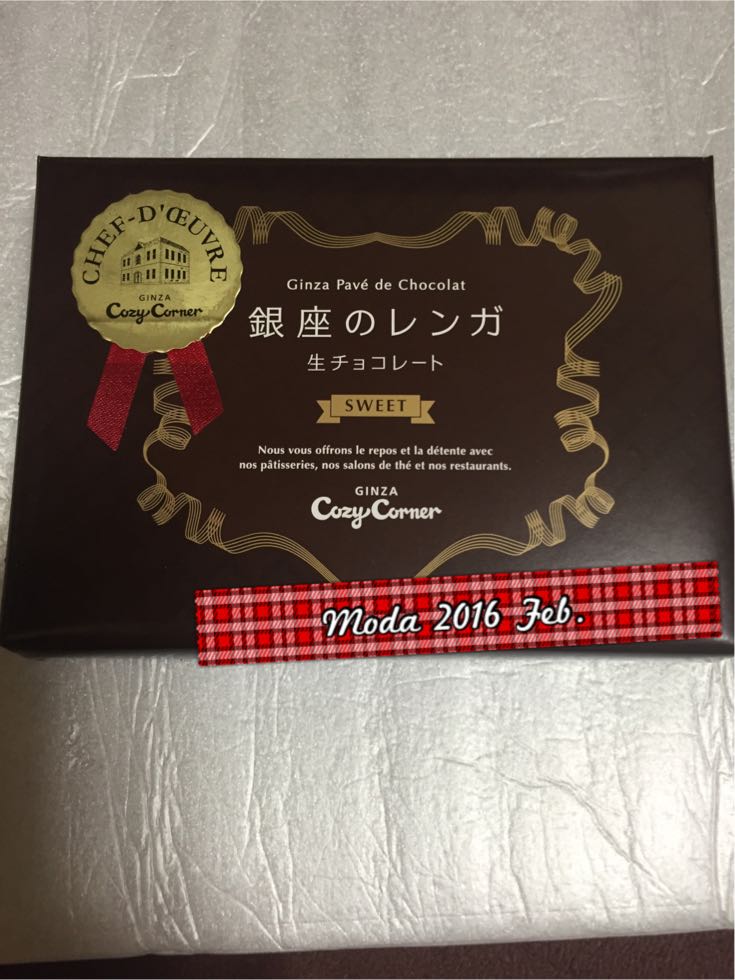 CHEF-D'ŒUVRE
GINZA
Cozy Corner
Ginza Pavé de Chocolat
銀座のレンガ
生チョコレート
SWEET
Nous vous offrons le repos et la détente avec
nos pâtisseries, nos salons de thé et nos restaurants.
GINZA
Cozy Corner
Moda 2016 Feb.